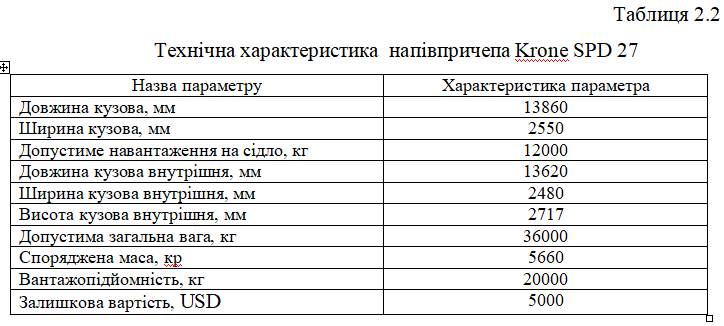 Таблиця 2.2
Технічна характеристика напівпричепа Krone SPD 27
Назва параметру Характеристика параметра
Довжина кузова, мм 13860
Ширина кузова, мм 2550
Допустиме навантаження на сідло, кг 12000
Довжина кузова внутрішня, мм 13620
Ширина кузова внутрішня, мм 2480
Висота кузова внутрішня, мм 2717
Допустима загальна вага, кг 36000
Споряджена маса, кр 5660
Вантажопідйомність, кг 20000
Залишкова вартість, USD 5000